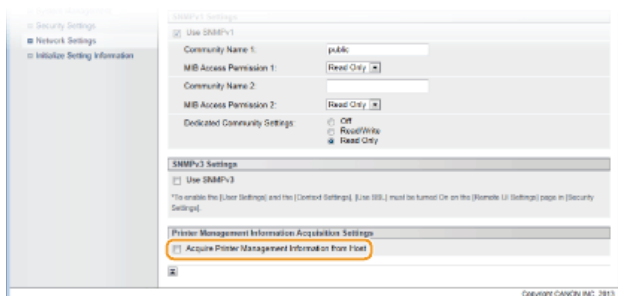 Security Settings
Network Settings
Initialize Setting Information
SNMPv1 Settings
Use SNMPv1
Community Name 1: public
MIB Access Permission 1: Read Only
Community Name 2:
MIB Access Permission 2: Read Only
Dedicated Community Settings: Off
Read/Write
Read Only
SNMPv3 Settings
Use SNMPv3
*To enable the [User Settings] and the [Context Settings], [Use SSL] must be turned On on the [Remote UI Settings] page in [Security
Settings].
Printer Management Information Acquisition Settings
Acquire Printer Management Information from Host
Copyright CANON INC. 2013